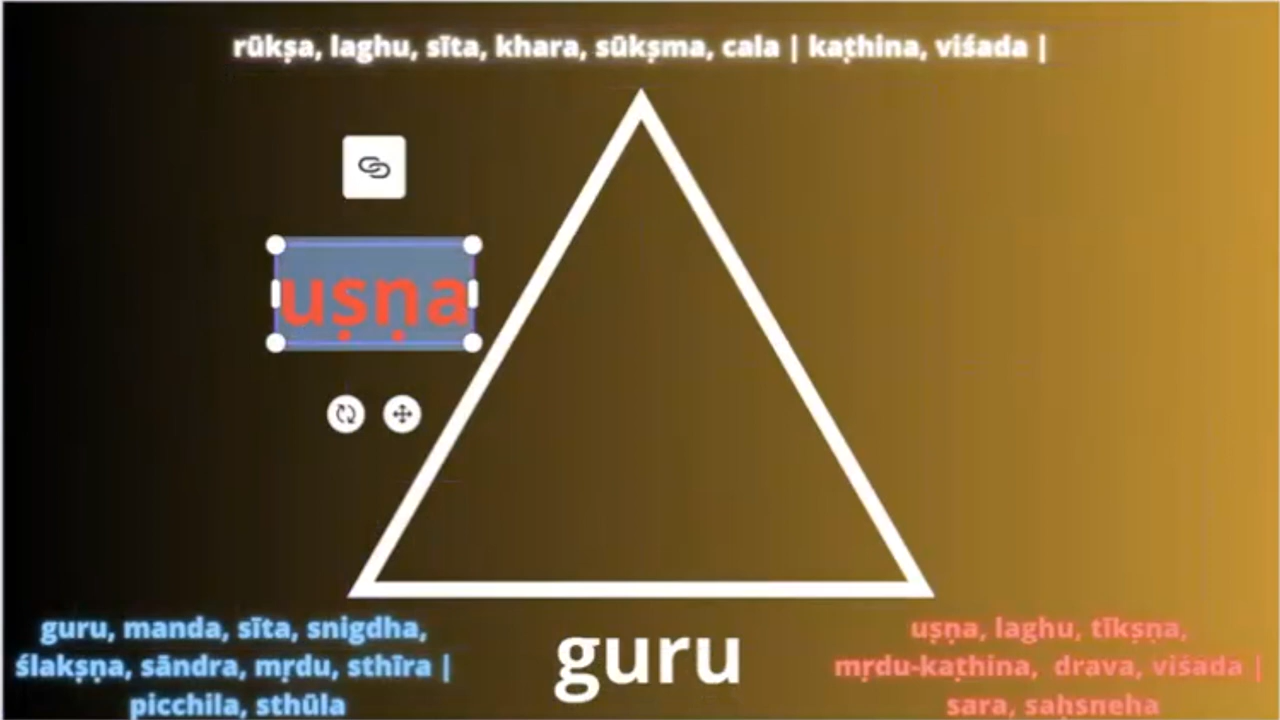 rūkṣa, laghu, sīta, khara, sūkṣma, cala | kaṭhina, viśada |
uṣṇa
guru, manda, sīta, snigdha,
ślakṣṇa, sāndra, mṛdu, sthīra |
picchila, sthūla
guru
uṣṇa, laghu, tīkṣṇa,
mṛdu-kaṭhina, drava, viśada |
sara, saḥsneha